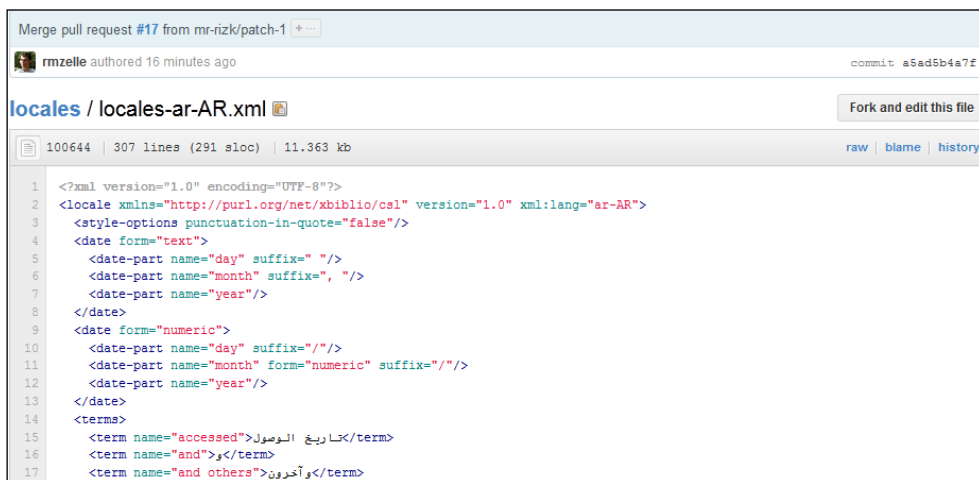 Merge pull request #17 from mr-rizk/patch-1
rmzelle authored 16 minutes ago commit a5ad5b4a7f
locales / locales-ar-AR.xml Fork and edit this file
100644 | 307 lines (291 sloc) | 11.363 kb raw | blame | history
1 <?xml version="1.0" encoding="UTF-8"?>
2 <locale xmlns="http://purl.org/net/xbiblio/csl" version="1.0" xml:lang="ar-AR">
3 <style-options punctuation-in-quote="false"/>
4 <date form="text">
5 <date-part name="day" suffix=" "/>
6 <date-part name="month" suffix=", "/>
7 <date-part name="year"/>
8 </date>
9 <date form="numeric">
10 <date-part name="day" suffix="/"/>
11 <date-part name="month" form="numeric" suffix="/"/>
12 <date-part name="year"/>
13 </date>
14 <terms>
15 <term name="accessed">تاريخ الوصول</term>
16 <term name="and">و</term>
17 <term name="and others">وآخرون</term>